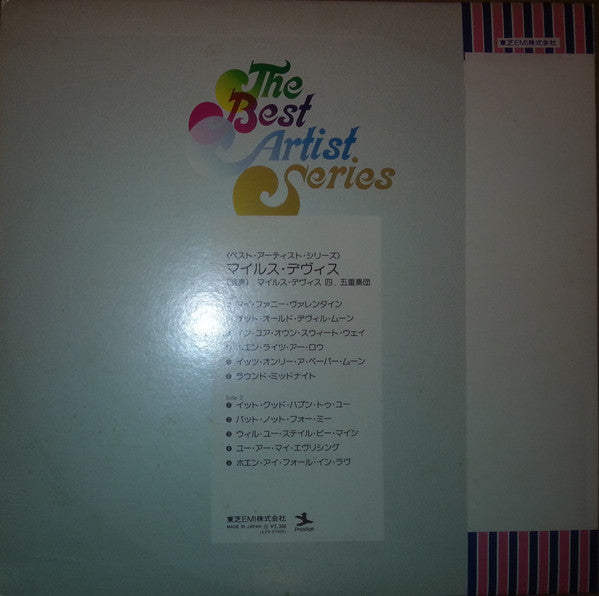 東芝EMI株式会社
The
Best
Artist
Series
〈ベスト・アーティスト・シリーズ〉
マイルス・デヴィス
マイルス・デヴィス 四、五重奏団
マイ・ファニー・ヴァレンタイン
オールド・デヴィル・ムーン
イン・ユア・オウン・スウィート・ウェイ
ホエン・ライツ・アー・ロウ
イッツ・オンリー・ア・ペーパー・ムーン
❻ ラウンド・ミッドナイト
Side 2
❶ イット・クッド・ハプン・トゥ・ユー
❷ バット・ノット・フォー・ミー
❸ ウィル・ユー・ステイル・ビー・マイン
❹ ユー・アー・マイ・エヴリシング
❺ ホエン・アイ・フォール・イン・ラヴ
東芝EMI株式会社
MADE IN JAPAN ¥2,300
Prestige